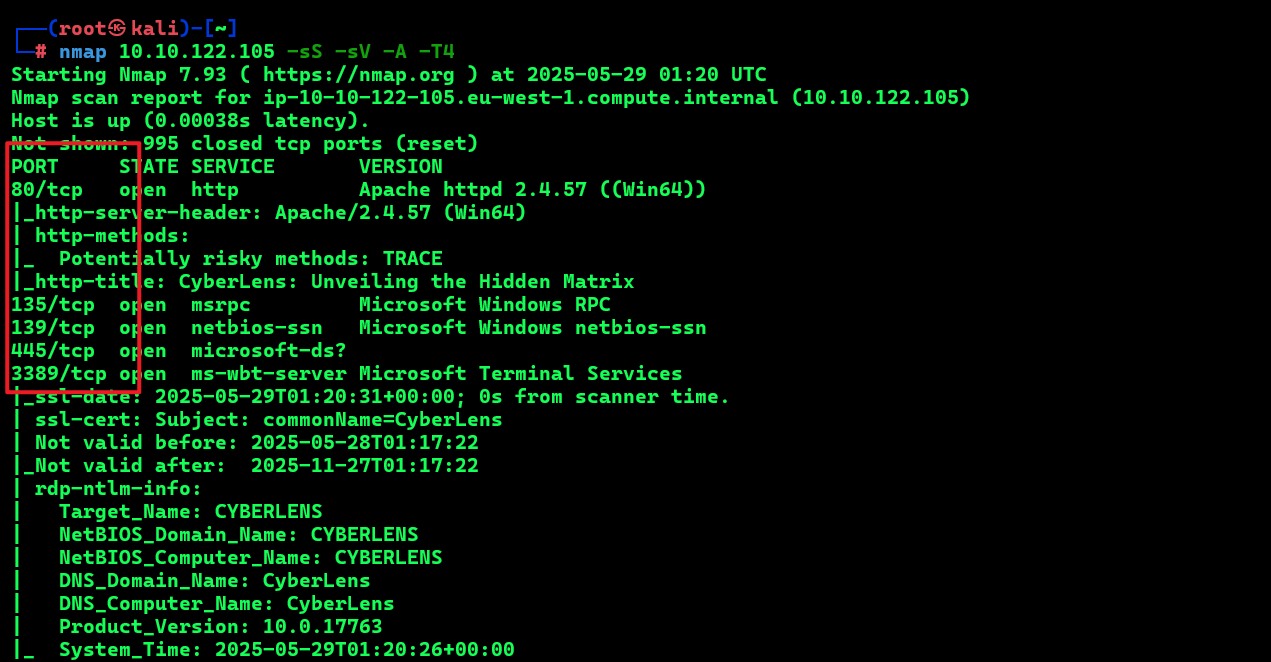 ┌──(root㉿kali)-[~]
└─# nmap 10.10.122.105 -sS -sV -A -T4
Starting Nmap 7.93 ( https://nmap.org ) at 2025-05-29 01:20 UTC
Nmap scan report for ip-10-10-122-105.eu-west-1.compute.internal (10.10.122.105)
Host is up (0.00038s latency).
Not shown: 995 closed tcp ports (reset)
PORT     STATE SERVICE       VERSION
80/tcp   open  http          Apache httpd 2.4.57 ((Win64))
|_http-server-header: Apache/2.4.57 (Win64)
| http-methods:
|_  Potentially risky methods: TRACE
|_http-title: CyberLens: Unveiling the Hidden Matrix
135/tcp  open  msrpc         Microsoft Windows RPC
139/tcp  open  netbios-ssn   Microsoft Windows netbios-ssn
445/tcp  open  microsoft-ds?
3389/tcp open  ms-wbt-server Microsoft Terminal Services
|_ssl-date: 2025-05-29T01:20:31+00:00; 0s from scanner time.
| ssl-cert: Subject: commonName=CyberLens
| Not valid before: 2025-05-28T01:17:22
|_Not valid after:  2025-11-27T01:17:22
| rdp-ntlm-info:
|   Target_Name: CYBERLENS
|   NetBIOS_Domain_Name: CYBERLENS
|   NetBIOS_Computer_Name: CYBERLENS
|   DNS_Domain_Name: CyberLens
|   DNS_Computer_Name: CyberLens
|   Product_Version: 10.0.17763
|_  System_Time: 2025-05-29T01:20:26+00:00